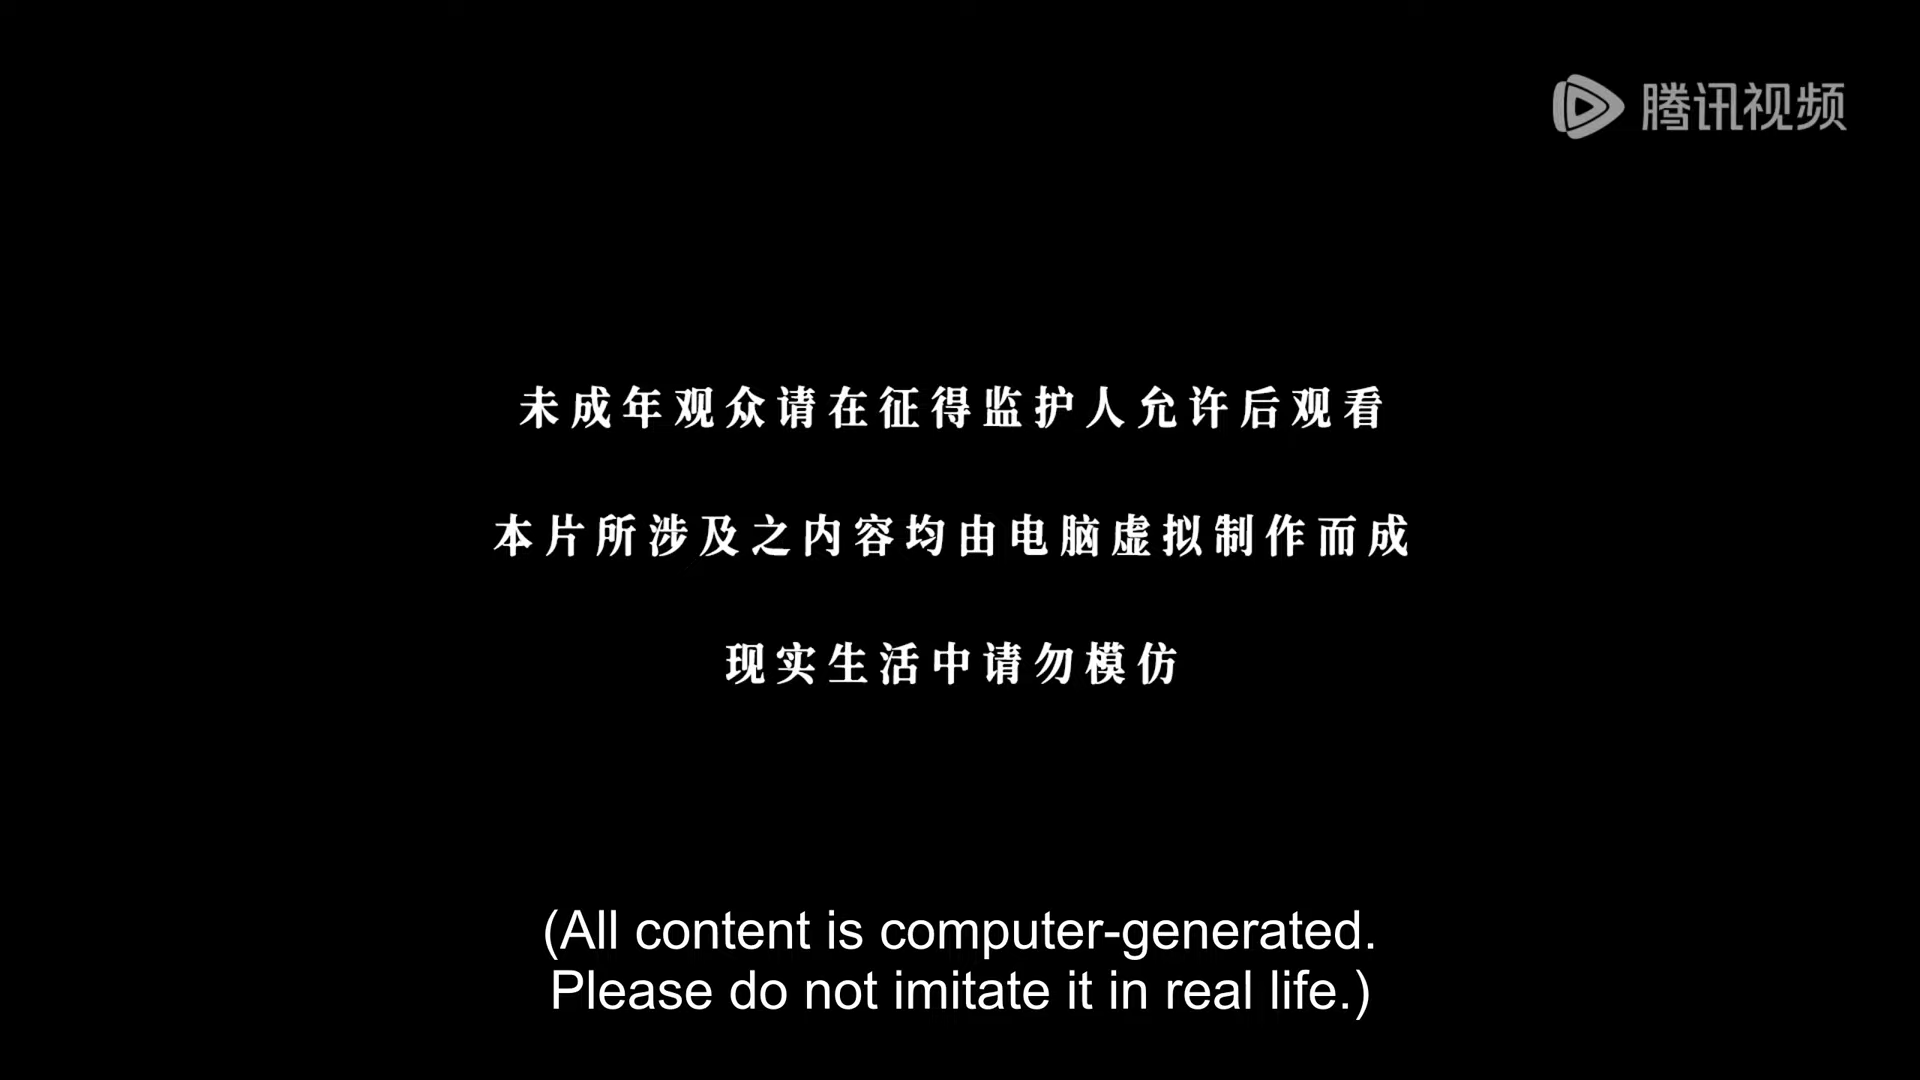 腾讯视频
未成年观众请在征得监护人允许后观看
本片所涉及之内容均由电脑虚拟制作而成
现实生活中请勿模仿
(All content is computer-generated.
Please do not imitate it in real life.)